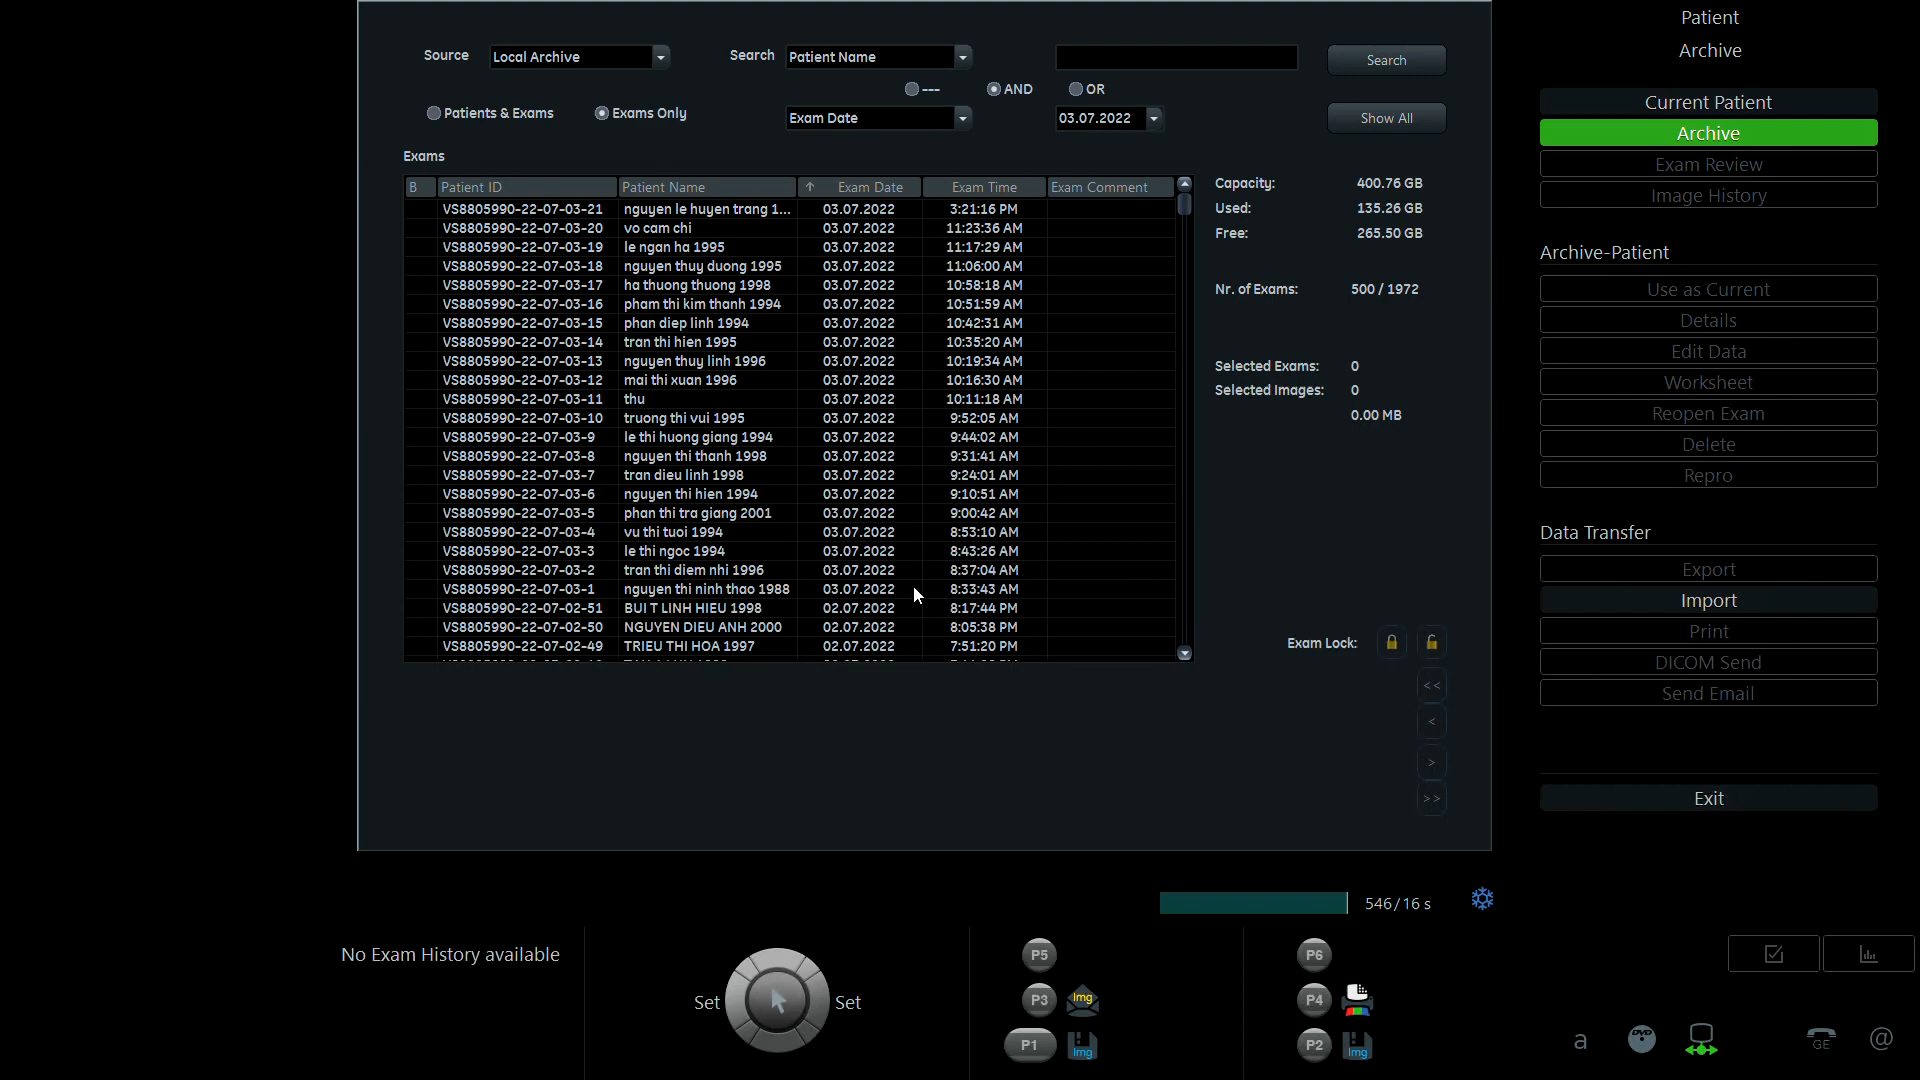 Patient
Archive
Source Local Archive Search Patient Name Search
--- AND OR
Patients & Exams Exams Only Exam Date 03.07.2022 Show All
Exams
B Patient ID Patient Name Exam Date Exam Time Exam Comment
VS8805990-22-07-03-21 nguyen le huyen trang 1... 03.07.2022 3:21:16 PM
VS8805990-22-07-03-20 vo cam chi 03.07.2022 11:23:36 AM
VS8805990-22-07-03-19 le ngan ha 1995 03.07.2022 11:17:29 AM
VS8805990-22-07-03-18 nguyen thuy duong 1995 03.07.2022 11:06:00 AM
VS8805990-22-07-03-17 ha thuong thuong 1998 03.07.2022 10:58:18 AM
VS8805990-22-07-03-16 pham thi kim thanh 1994 03.07.2022 10:51:59 AM
VS8805990-22-07-03-15 phan diep linh 1994 03.07.2022 10:42:31 AM
VS8805990-22-07-03-14 tran thi hien 1995 03.07.2022 10:35:20 AM
VS8805990-22-07-03-13 nguyen thuy linh 1996 03.07.2022 10:19:34 AM
VS8805990-22-07-03-12 mai thi xuan 1996 03.07.2022 10:16:30 AM
VS8805990-22-07-03-11 thu 03.07.2022 10:11:18 AM
VS8805990-22-07-03-10 truong thi vui 1995 03.07.2022 9:52:05 AM
VS8805990-22-07-03-9 le thi huong giang 1994 03.07.2022 9:44:02 AM
VS8805990-22-07-03-8 nguyen thi thanh 1998 03.07.2022 9:31:41 AM
VS8805990-22-07-03-7 tran dieu linh 1998 03.07.2022 9:24:01 AM
VS8805990-22-07-03-6 nguyen thi hien 1994 03.07.2022 9:10:51 AM
VS8805990-22-07-03-5 phan thi tra giang 2001 03.07.2022 9:00:42 AM
VS8805990-22-07-03-4 vu thi tuoi 1994 03.07.2022 8:53:10 AM
VS8805990-22-07-03-3 le thi ngoc 1994 03.07.2022 8:43:26 AM
VS8805990-22-07-03-2 tran thi diem nhi 1996 03.07.2022 8:37:04 AM
VS8805990-22-07-03-1 nguyen thi ninh thao 1988 03.07.2022 8:33:43 AM
VS8805990-22-07-02-51 BUI T LINH HIEU 1998 02.07.2022 8:17:44 PM
VS8805990-22-07-02-50 NGUYEN DIEU ANH 2000 02.07.2022 8:05:38 PM
VS8805990-22-07-02-49 TRIEU THI HOA 1997 02.07.2022 7:51:20 PM
Capacity: 400.76 GB
Used: 135.26 GB
Free: 265.50 GB
Nr. of Exams: 500 / 1972
Selected Exams: 0
Selected Images: 0
0.00 MB
Exam Lock:
<<
<
>
>>
Current Patient
Archive
Exam Review
Image History
Archive-Patient
Use as Current
Details
Edit Data
Worksheet
Reopen Exam
Delete
Repro
Data Transfer
Export
Import
Print
DICOM Send
Send Email
Exit
546/16 s
No Exam History available
Set Set
P5 P6
P3 Img P4
P1 Img P2 Img
a DVD GE @